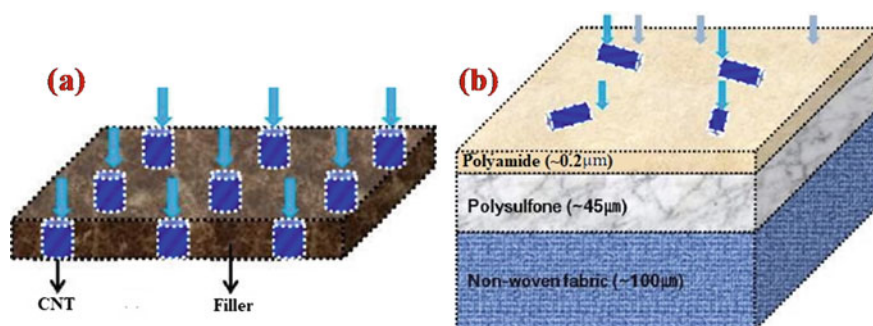 (a)
CNT
Filler
(b)
Polyamide (~0.2μm)
Polysulfone (~45㎛)
Non-woven fabric (~100㎛)